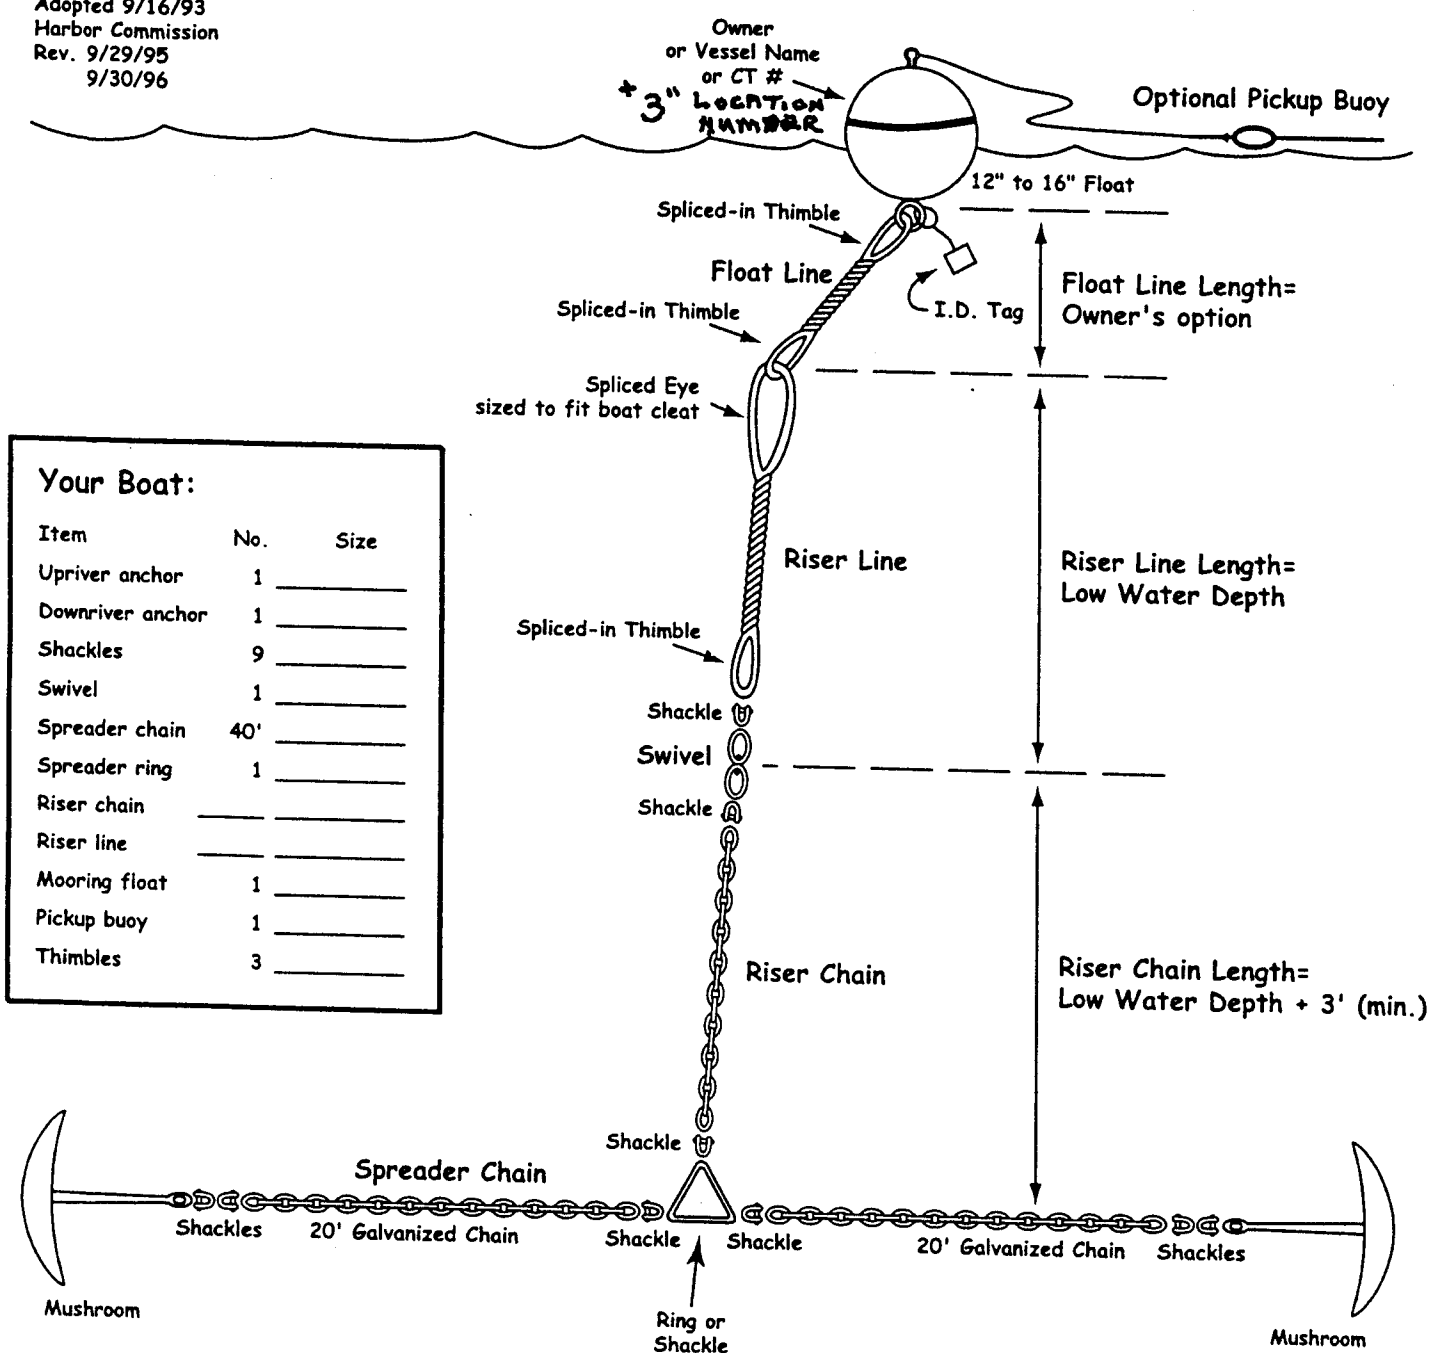 Adopted 9/16/93
Harbor Commission
Rev. 9/29/95
9/30/96
Owner
or Vessel Name
or CT #
+ 3" LOCATION
NUMBER
Optional Pickup Buoy
12" to 16" Float
Spliced-in Thimble
Float Line
I.D. Tag
Float Line Length=
Owner's option
Spliced-in Thimble
Spliced Eye
sized to fit boat cleat
Your Boat:
Item No. Size
Upriver anchor 1
Downriver anchor 1
Shackles 9
Swivel 1
Spreader chain 40'
Spreader ring 1
Riser chain
Riser line
Mooring float 1
Pickup buoy 1
Thimbles 3
Riser Line
Riser Line Length=
Low Water Depth
Spliced-in Thimble
Shackle
Swivel
Shackle
Riser Chain
Riser Chain Length=
Low Water Depth + 3' (min.)
Shackle
Spreader Chain
Shackles
20' Galvanized Chain
Shackle
Shackle
20' Galvanized Chain
Shackles
Mushroom
Ring or
Shackle
Mushroom